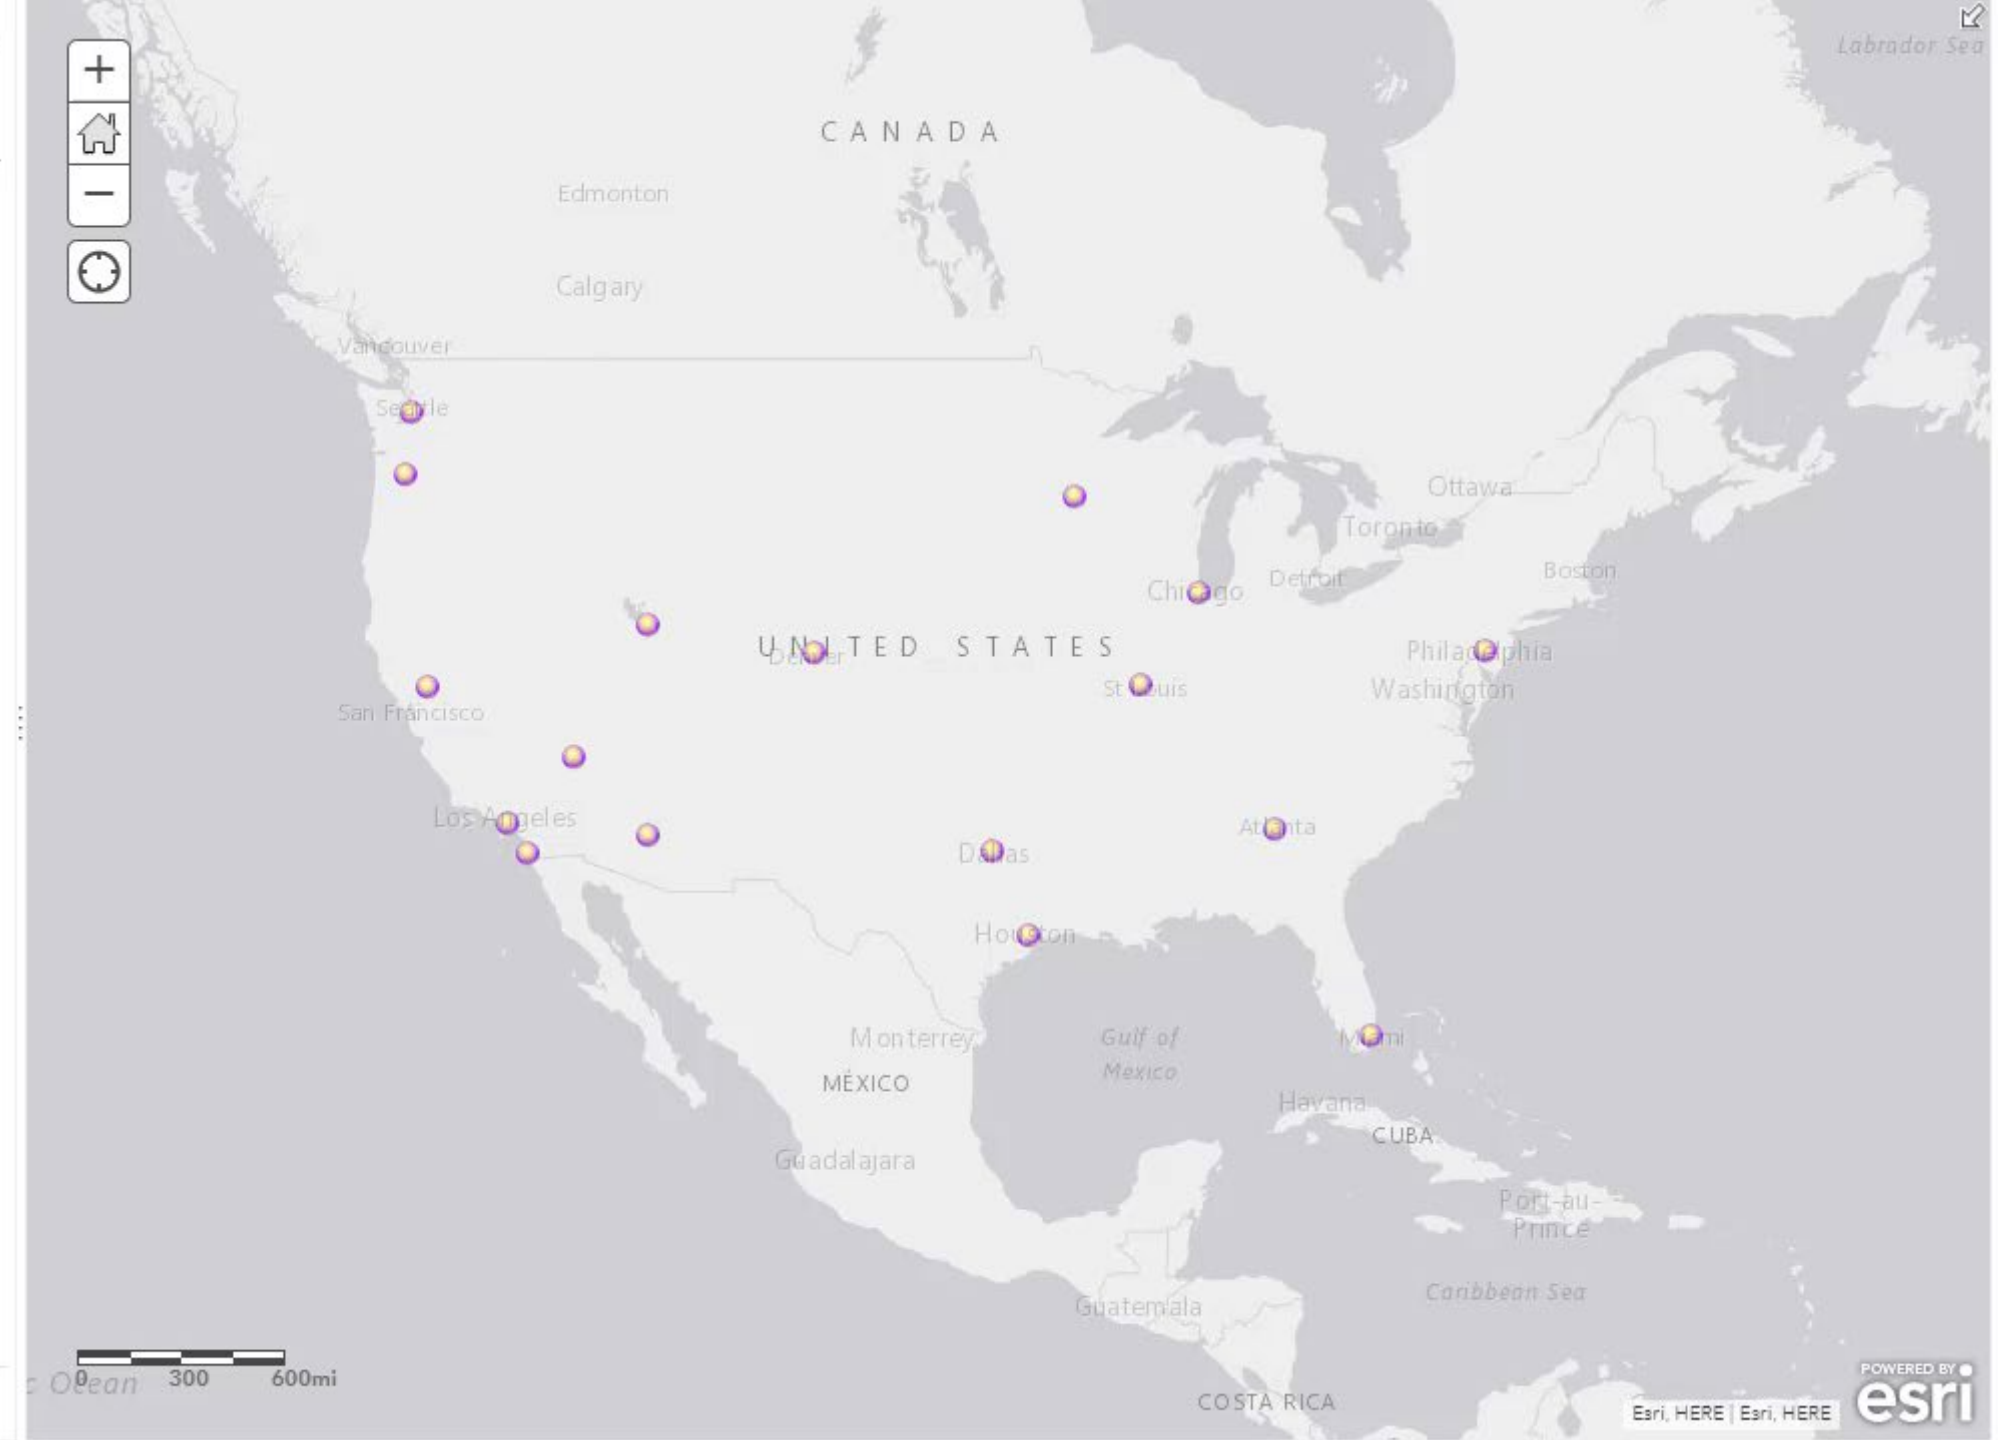 Labrador Sea
CANADA
Edmonton
Calgary
Vancouver
Seattle
Ottawa
Toronto
Boston
Detroit
Chicago
UNITED STATES
Denver
Philadelphia
St Louis
Washington
San Francisco
Los Angeles
Atlanta
Dallas
Houston
Miami
Monterrey
Gulf of
Mexico
MÉXICO
Havana
CUBA
Guadalajara
Port-au-
Prince
Caribbean Sea
Guatemala
0 300 600mi
c Ocean
COSTA RICA
POWERED BY
esri
Esri, HERE | Esri, HERE